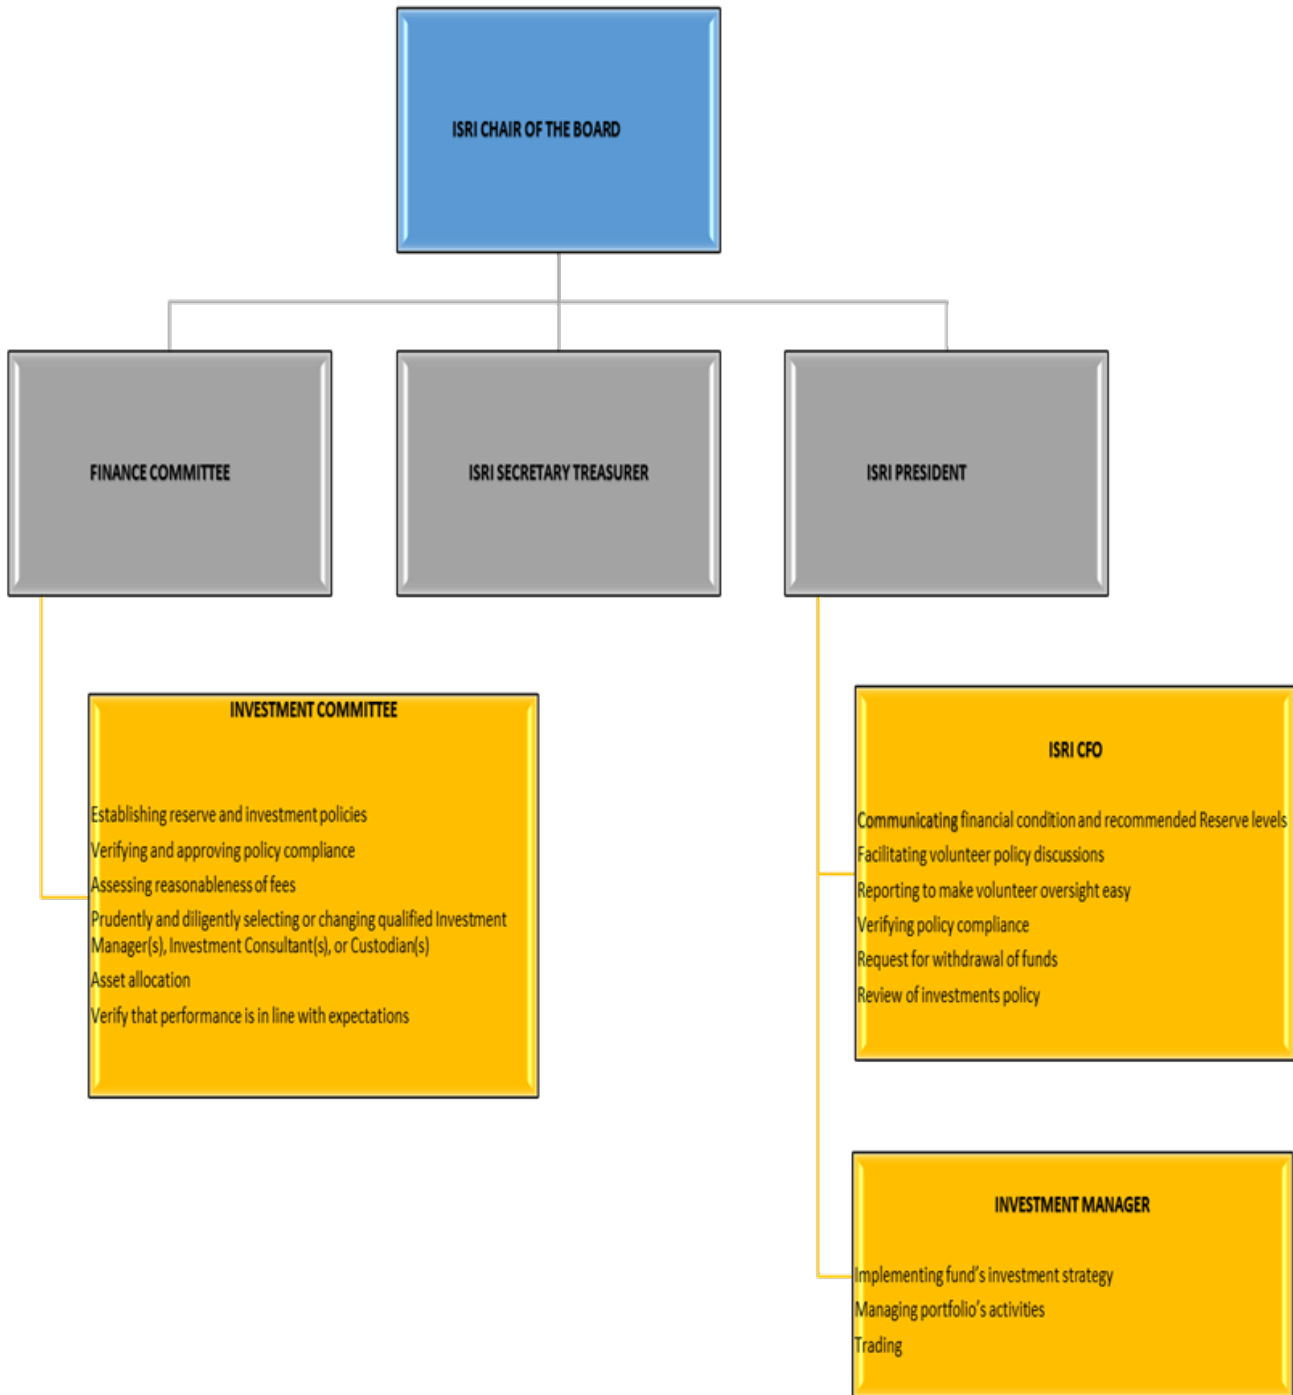 ISRI CHAIR OF THE BOARD
FINANCE COMMITTEE
ISRI SECRETARY TREASURER
ISRI PRESIDENT
INVESTMENT COMMITTEE
Establishing reserve and investment policies
Verifying and approving policy compliance
Assessing reasonableness of fees
Prudently and diligently selecting or changing qualified Investment
Manager(s), Investment Consultant(s), or Custodian(s)
Asset allocation
Verify that performance is in line with expectations
ISRI CFO
Communicating financial condition and recommended Reserve levels
Facilitating volunteer policy discussions
Reporting to make volunteer oversight easy
Verifying policy compliance
Request for withdrawal of funds
Review of investments policy
INVESTMENT MANAGER
Implementing fund’s investment strategy
Managing portfolio’s activities
Trading